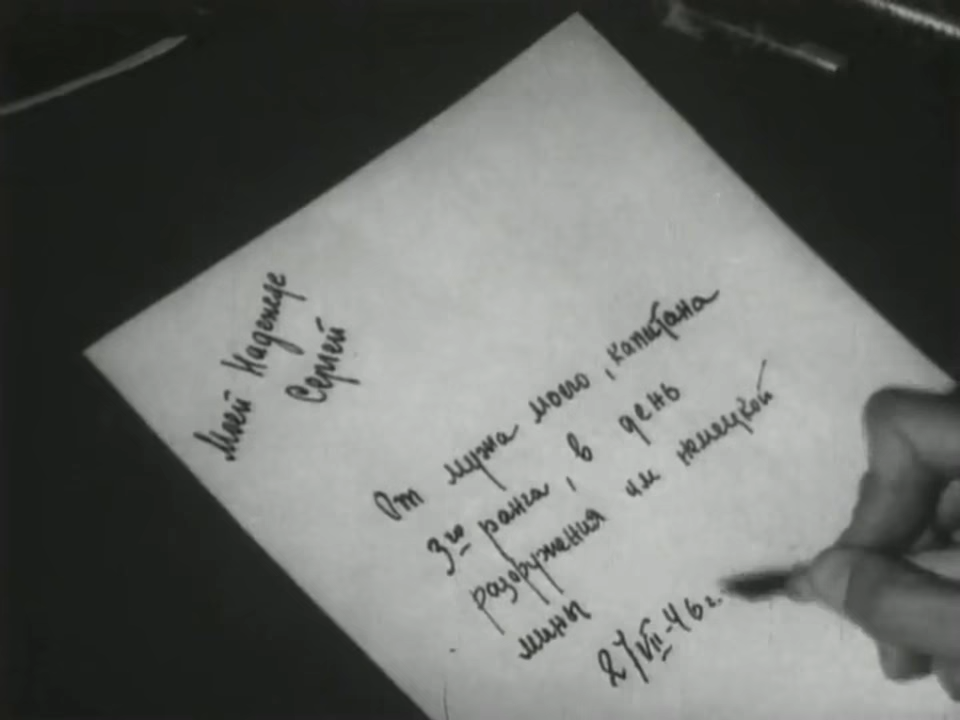 Моей Надежде
Сергей
От мужа моего, капитана
3го ранга, в день
разоружения им немецкой
мины
27/VII-46г.